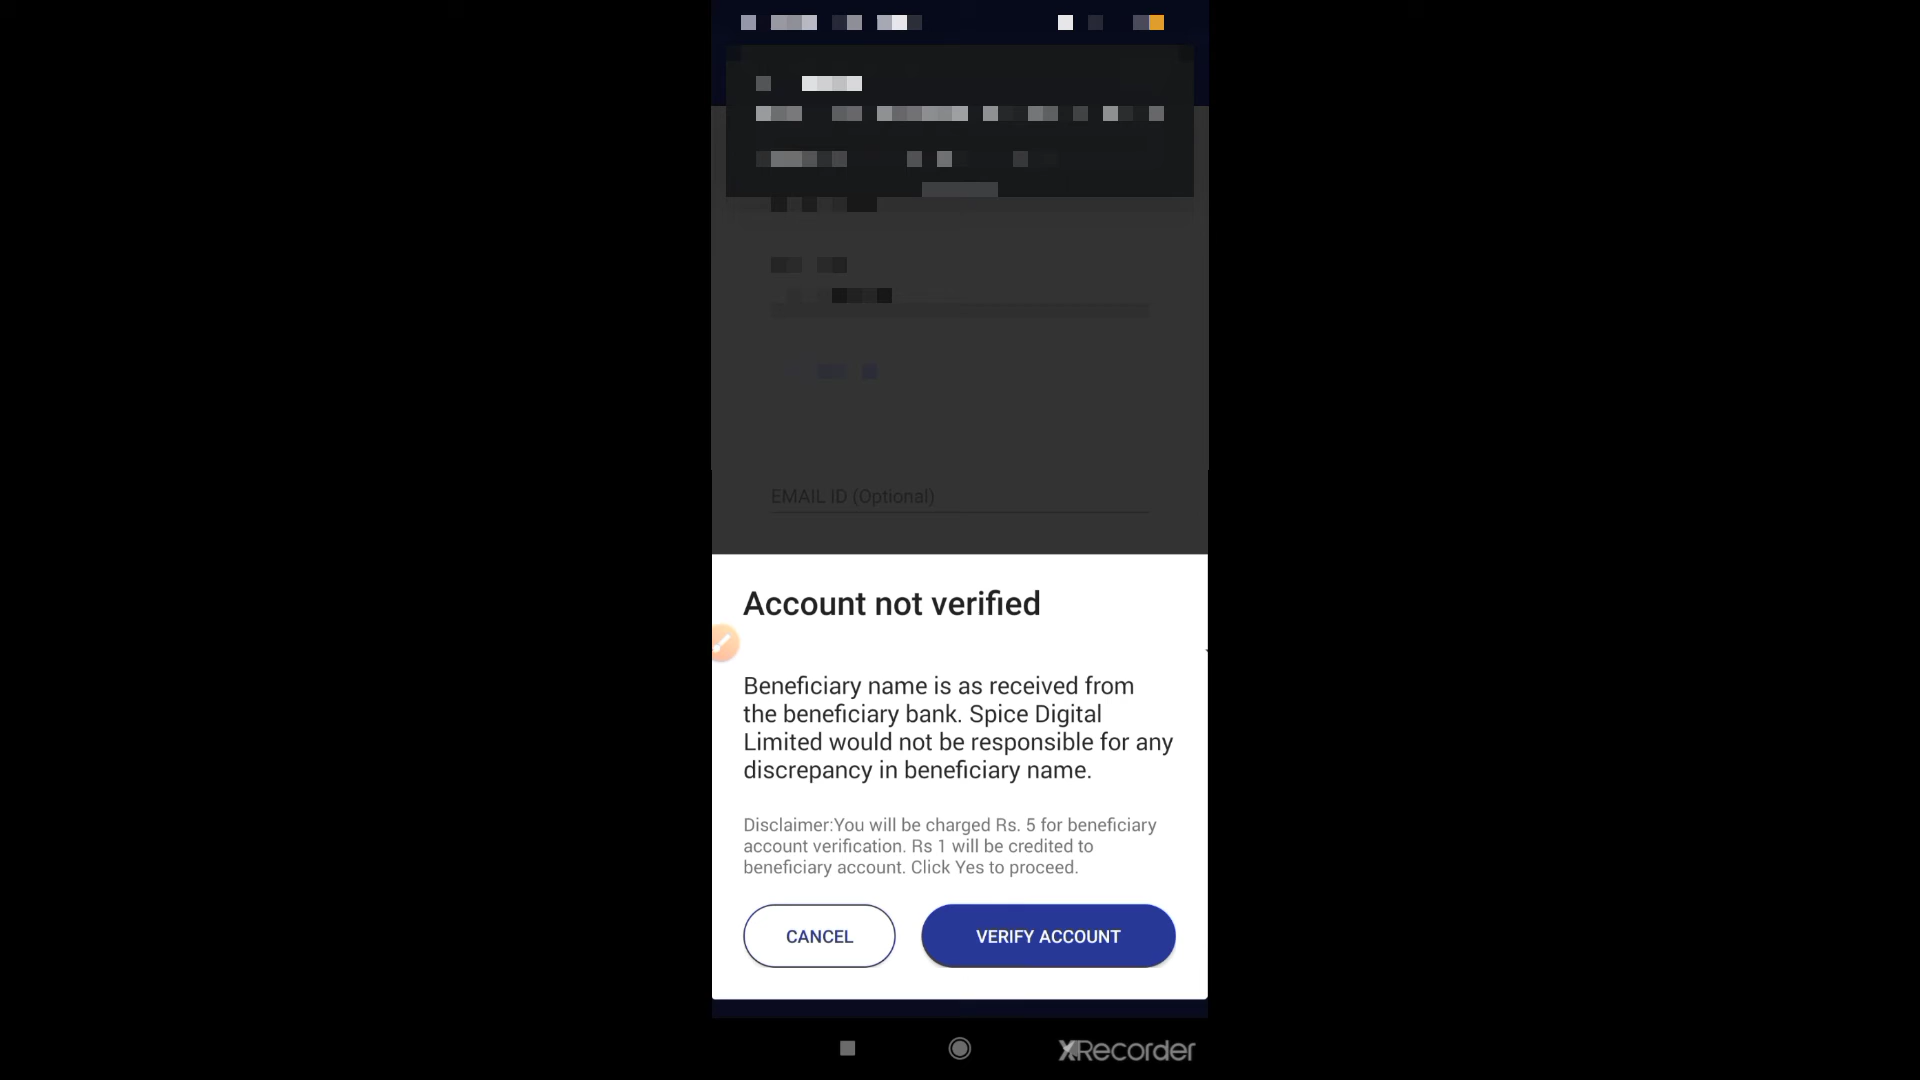 EMAIL ID (Optional)
Account not verified
Beneficiary name is as received from
the beneficiary bank. Spice Digital
Limited would not be responsible for any
discrepancy in beneficiary name.
Disclaimer:You will be charged Rs. 5 for beneficiary
account verification. Rs 1 will be credited to
beneficiary account. Click Yes to proceed.
CANCEL VERIFY ACCOUNT
XRecorder